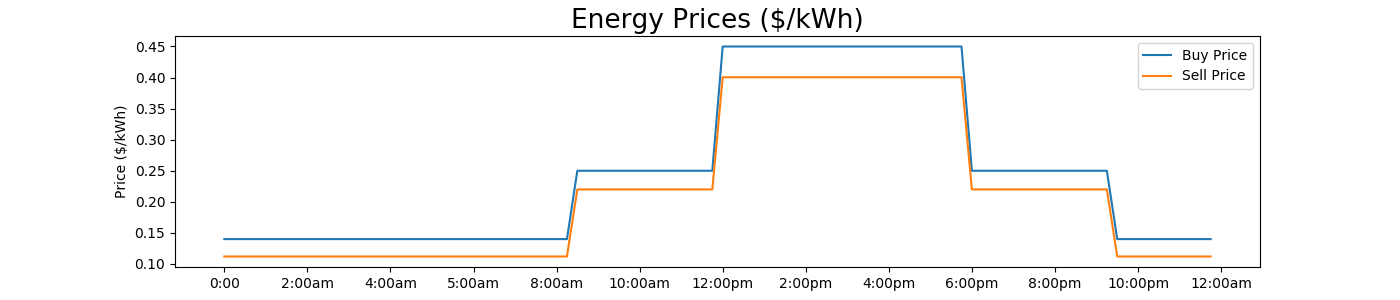 Energy Prices ($/kWh)
Price ($/kWh)
0.45
0.40
0.35
0.30
0.25
0.20
0.15
0.10
Buy Price
Sell Price
0:00 2:00am 4:00am 5:00am 8:00am 10:00am 12:00pm 2:00pm 4:00pm 6:00pm 8:00pm 10:00pm 12:00am